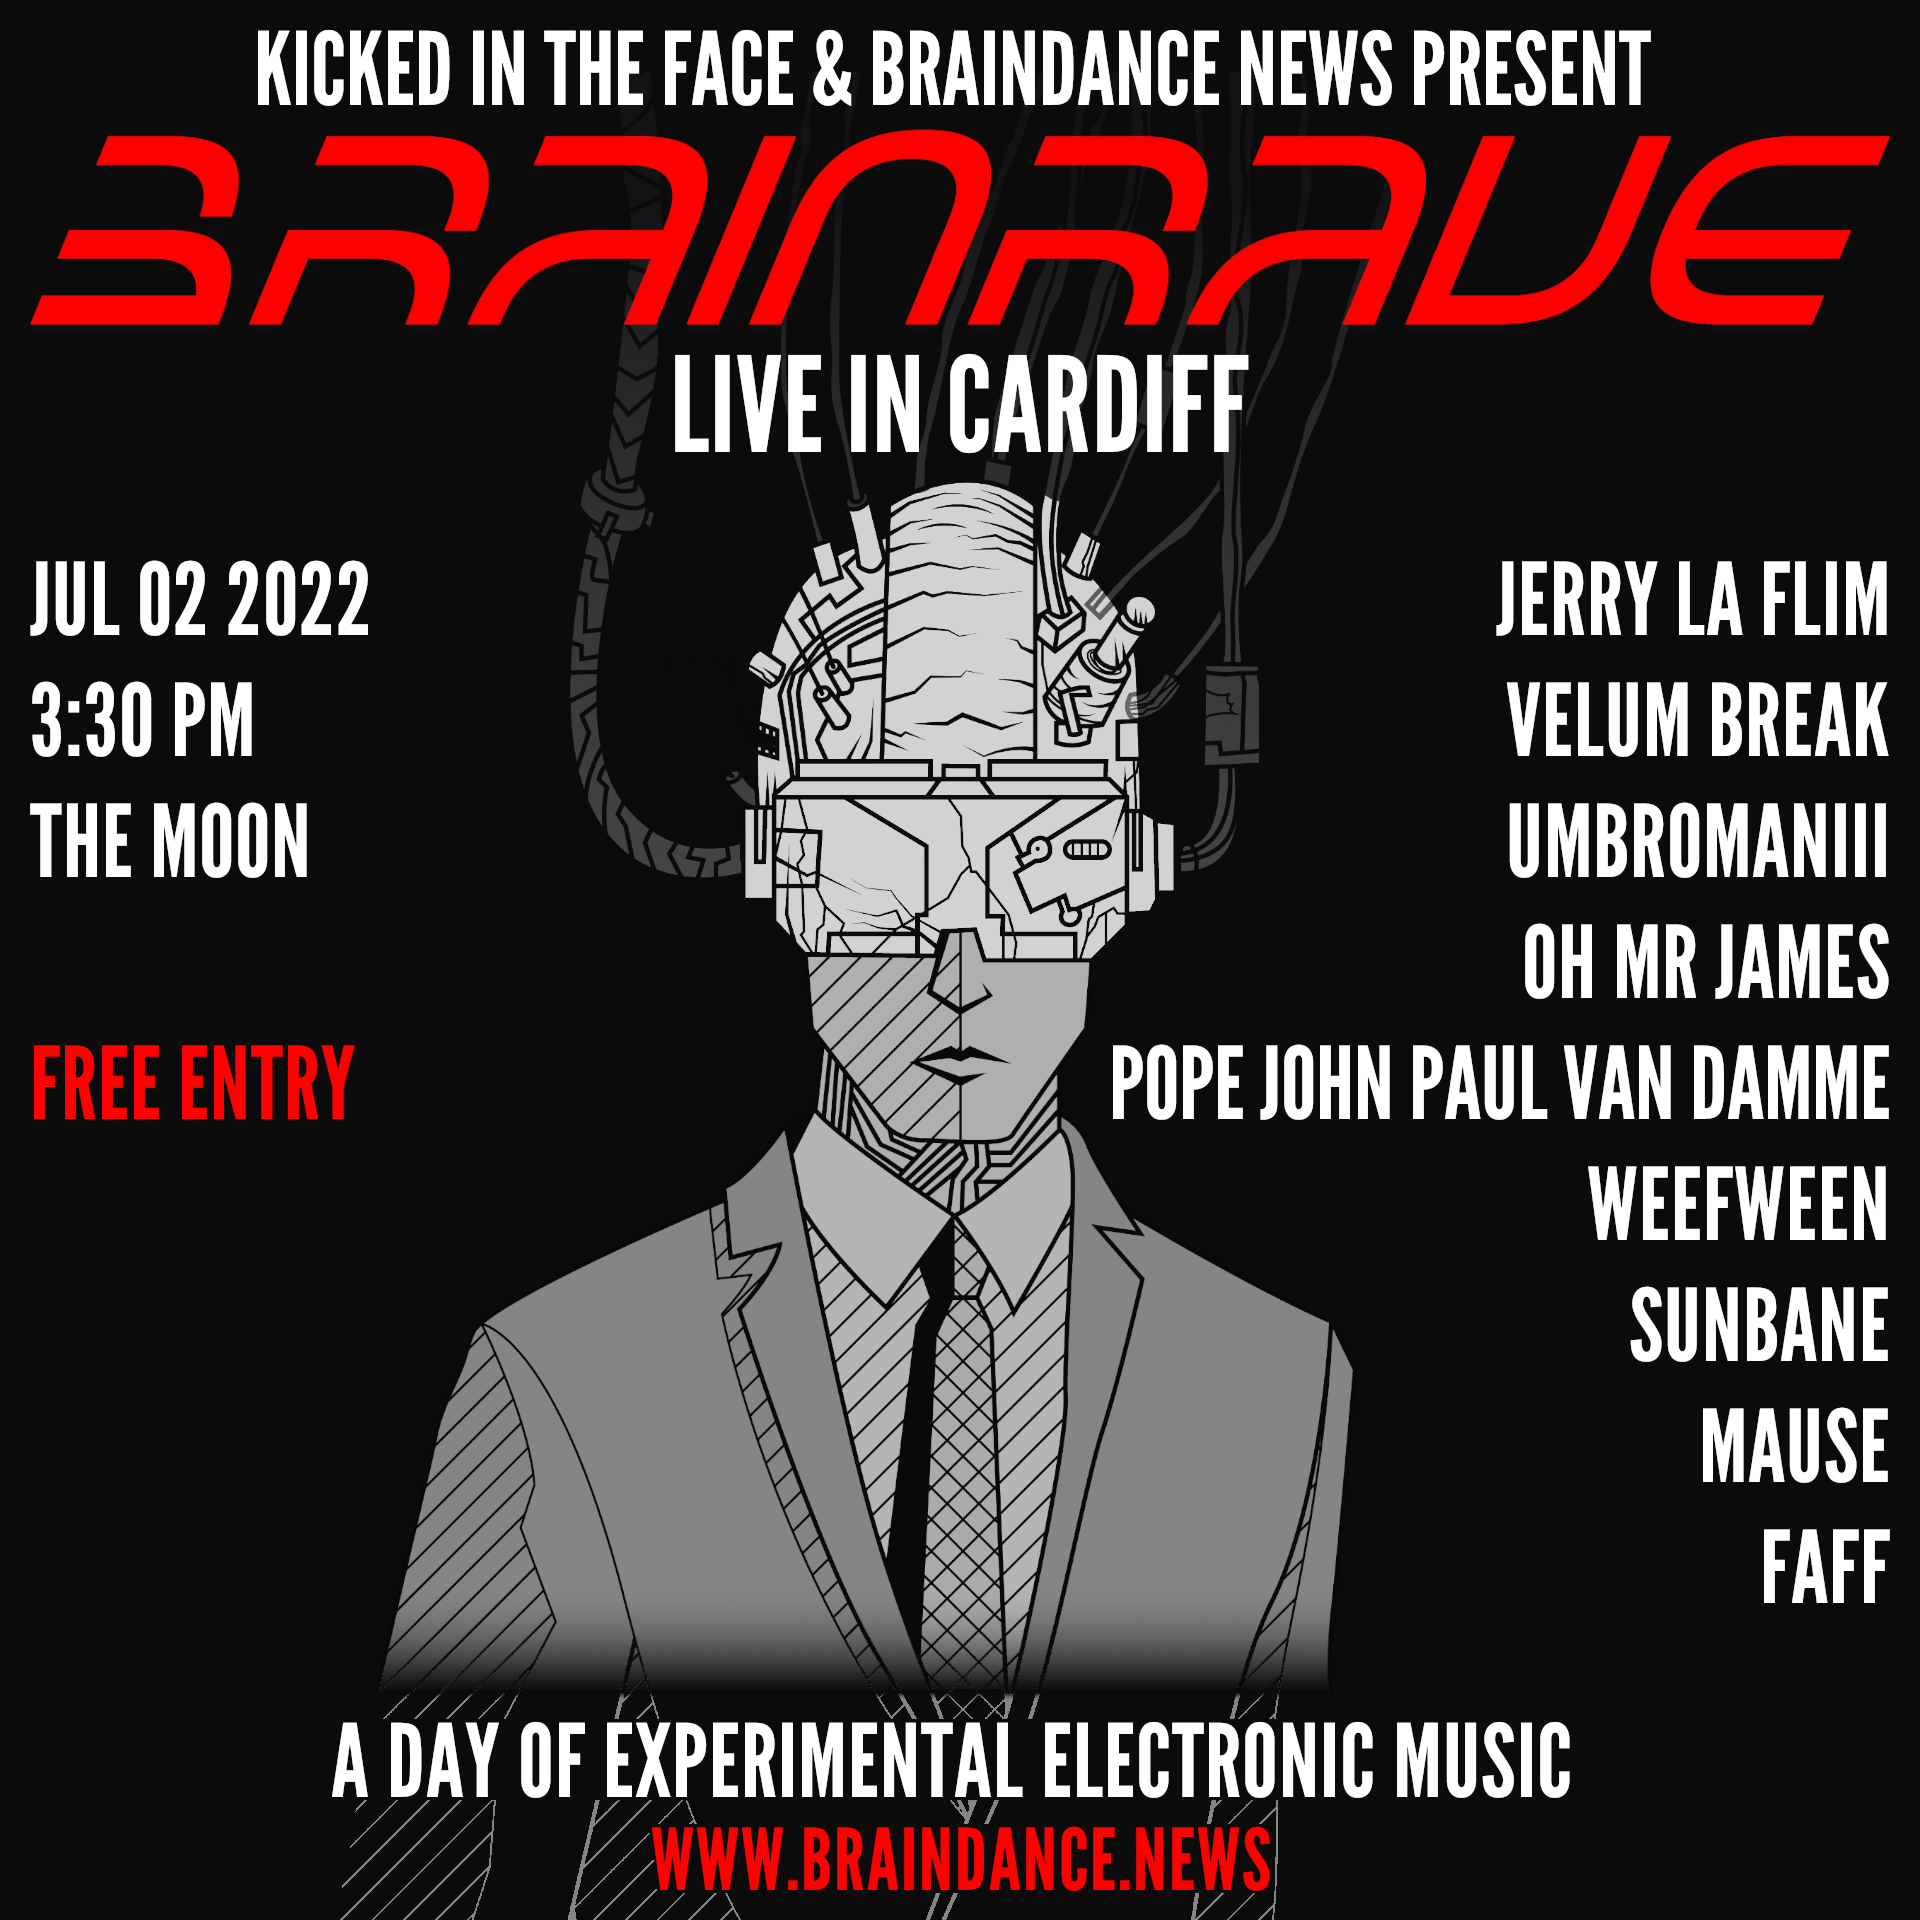 KICKED IN THE FACE & BRAINDANCE NEWS PRESENT
BRAINRAVE
LIVE IN CARDIFF
JUL 02 2022
3:30 PM
THE MOON
FREE ENTRY
JERRY LA FLIM
VELUM BREAK
UMBROMANIII
OH MR JAMES
POPE JOHN PAUL VAN DAMME
WEEFWEEN
SUNBANE
MAUSE
FAFF
A DAY OF EXPERIMENTAL ELECTRONIC MUSIC
WWW.BRAINDANCE.NEWS